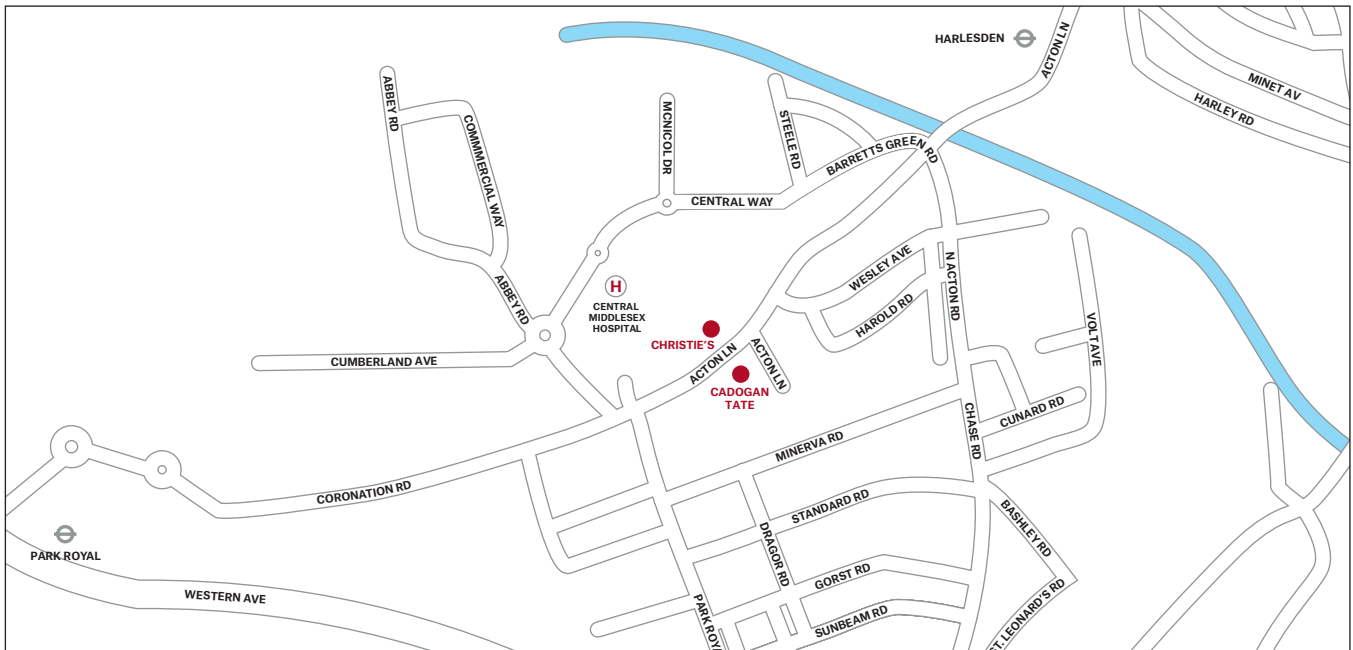 HARLESDEN
ACTON LN
MINET AV
HARLEY RD
ABBEY RD
COMMMERCIAL WAY
MCNICOL DR
STEELE RD
BARRETTS GREEN RD
CENTRAL WAY
ABBEY RD
H
CENTRAL
MIDDLESEX
HOSPITAL
WESLEY AVE
N ACTON RD
HAROLD RD
VOLT AVE
CHRISTIE'S
ACTON LN
ACTON LN
CUMBERLAND AVE
CADOGAN
TATE
CUNARD RD
CHASE RD
MINERVA RD
CORONATION RD
STANDARD RD
BASHLEY RD
DRAGOR RD
PARK ROYAL
GORST RD
WESTERN AVE
SUNBEAM RD
ST. LEONARD'S RD